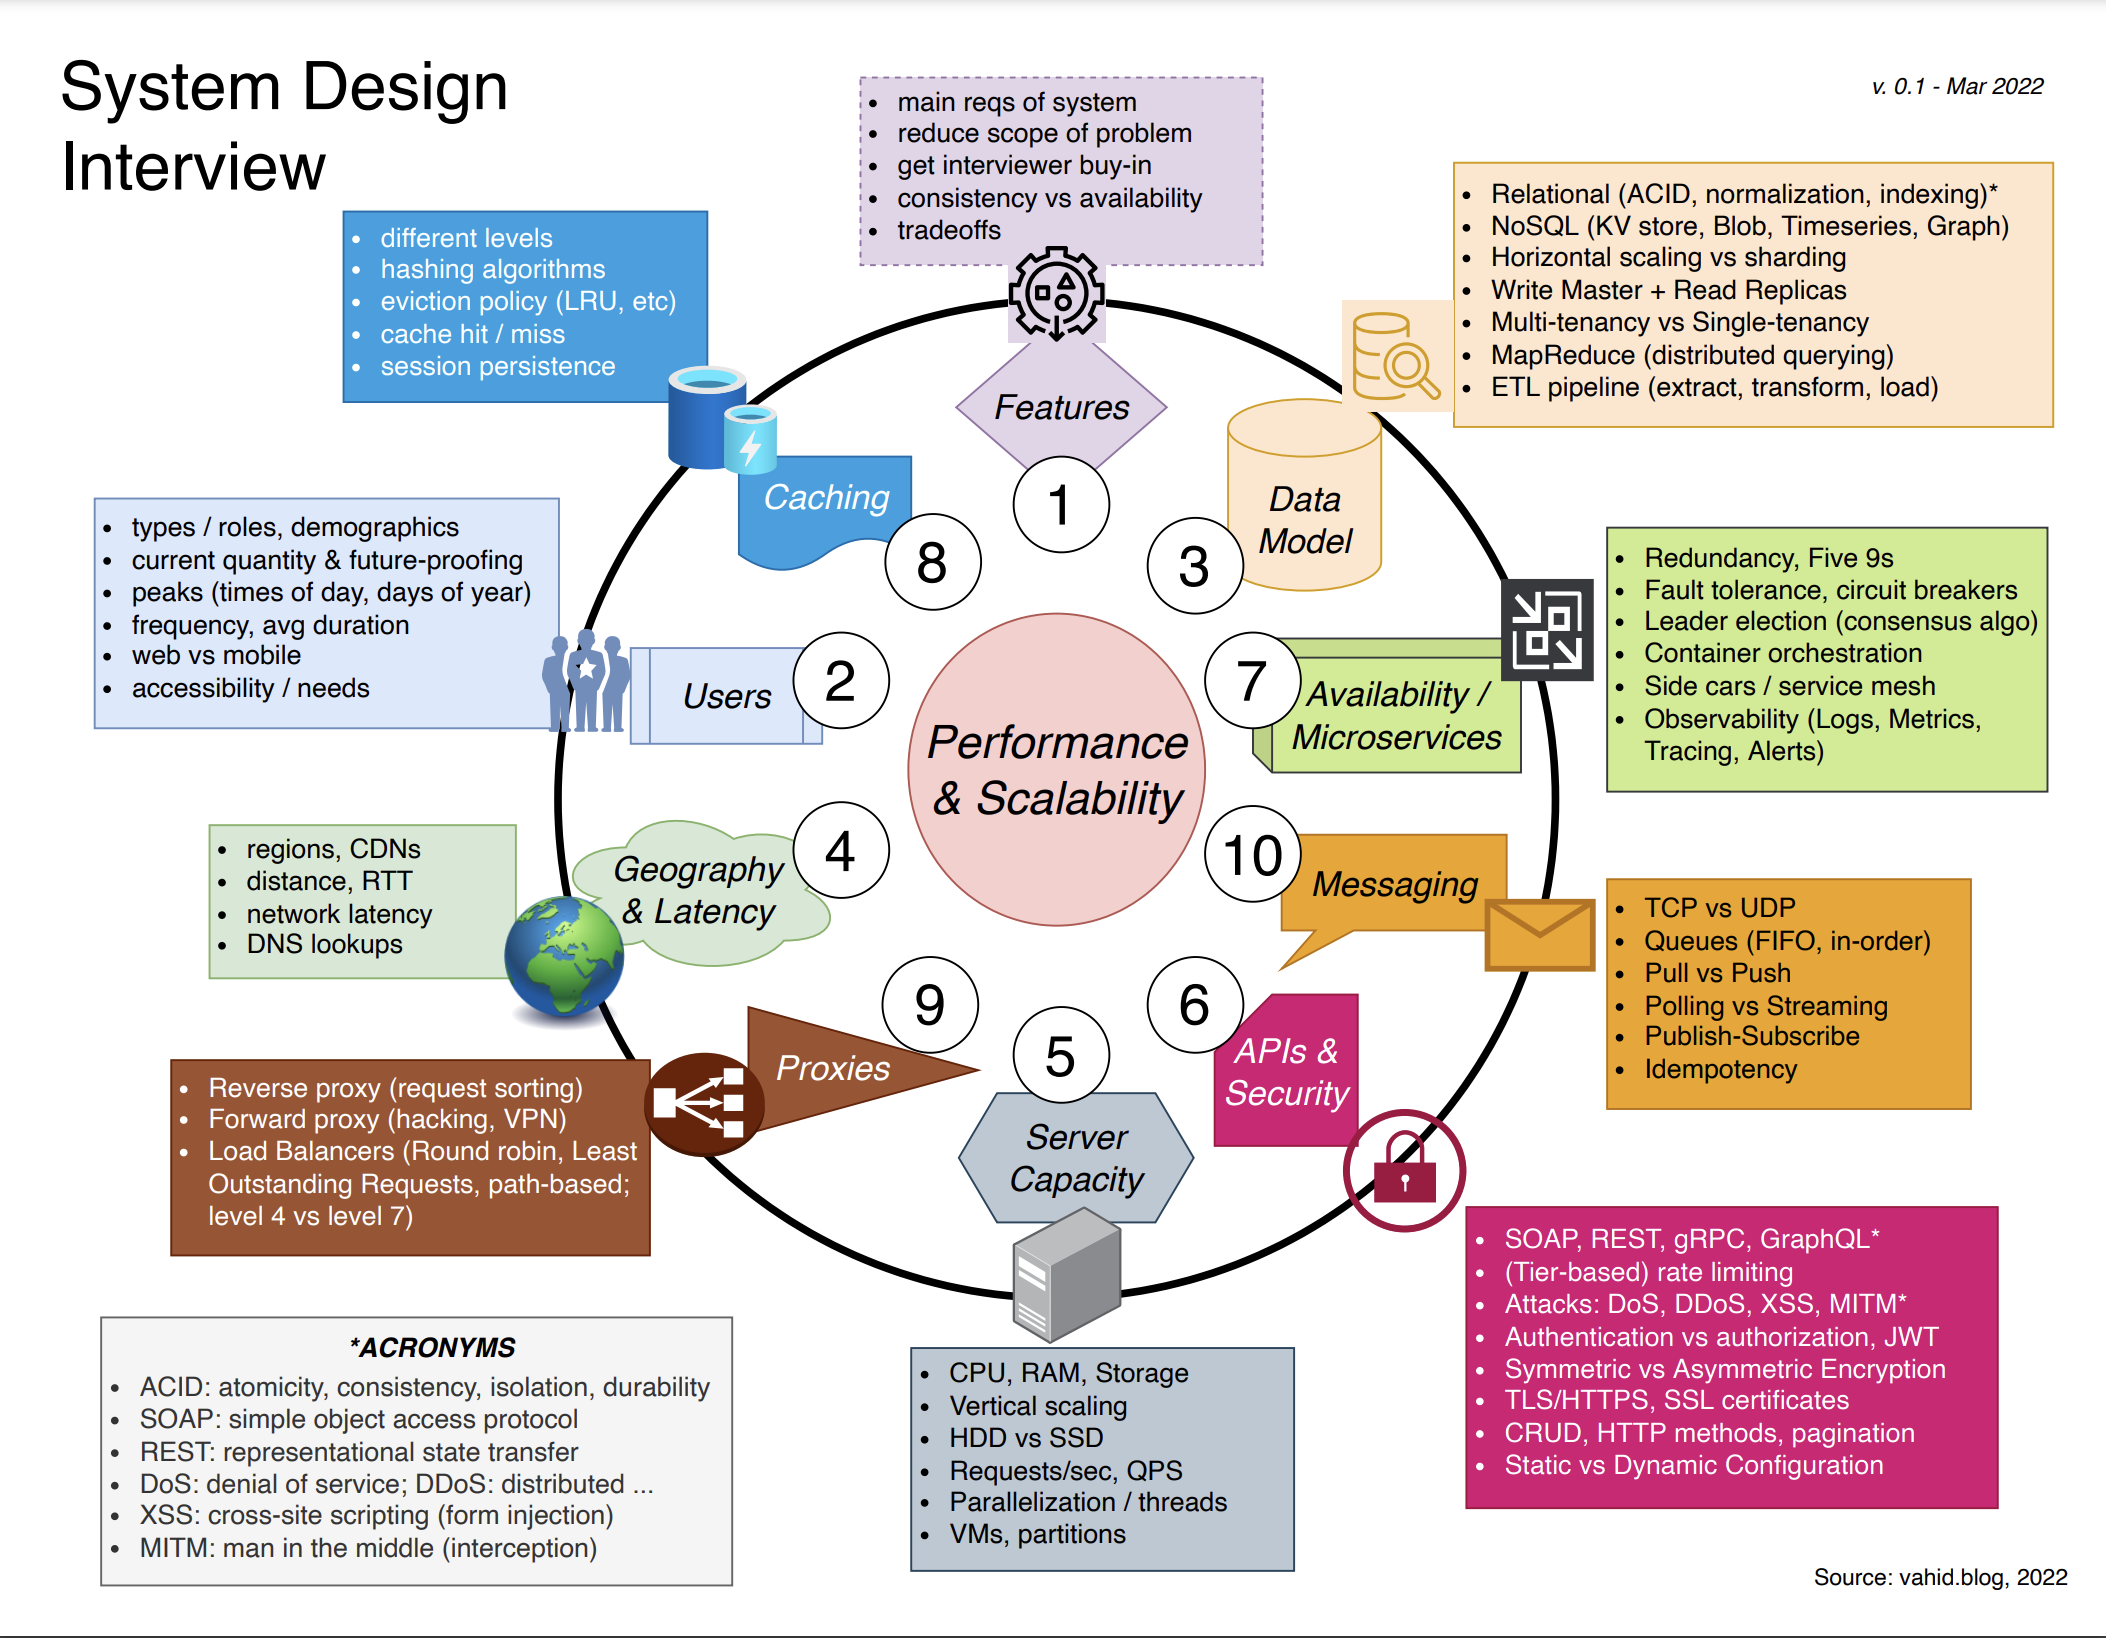 System Design
Interview
v. 0.1 - Mar 2022
• main reqs of system
• reduce scope of problem
• get interviewer buy-in
• consistency vs availability
• tradeoffs
Features
1
• types / roles, demographics
• current quantity & future-proofing
• peaks (times of day, days of year)
• frequency, avg duration
• web vs mobile
• accessibility / needs
Users
2
• Relational (ACID, normalization, indexing)*
• NoSQL (KV store, Blob, Timeseries, Graph)
• Horizontal scaling vs sharding
• Write Master + Read Replicas
• Multi-tenancy vs Single-tenancy
• MapReduce (distributed querying)
• ETL pipeline (extract, transform, load)
Data
Model
3
• regions, CDNs
• distance, RTT
• network latency
• DNS lookups
Geography
& Latency
4
Server
Capacity
5
• CPU, RAM, Storage
• Vertical scaling
• HDD vs SSD
• Requests/sec, QPS
• Parallelization / threads
• VMs, partitions
APIs &
Security
6
• SOAP, REST, gRPC, GraphQL*
• (Tier-based) rate limiting
• Attacks: DoS, DDoS, XSS, MITM*
• Authentication vs authorization, JWT
• Symmetric vs Asymmetric Encryption
• TLS/HTTPS, SSL certificates
• CRUD, HTTP methods, pagination
• Static vs Dynamic Configuration
7
Availability /
Microservices
• Redundancy, Five 9s
• Fault tolerance, circuit breakers
• Leader election (consensus algo)
• Container orchestration
• Side cars / service mesh
• Observability (Logs, Metrics,
Tracing, Alerts)
• different levels
• hashing algorithms
• eviction policy (LRU, etc)
• cache hit / miss
• session persistence
Caching
8
9
Proxies
• Reverse proxy (request sorting)
• Forward proxy (hacking, VPN)
• Load Balancers (Round robin, Least
Outstanding Requests, path-based;
level 4 vs level 7)
10
Messaging
• TCP vs UDP
• Queues (FIFO, in-order)
• Pull vs Push
• Polling vs Streaming
• Publish-Subscribe
• Idempotency
Performance
& Scalability
*ACRONYMS
• ACID: atomicity, consistency, isolation, durability
• SOAP: simple object access protocol
• REST: representational state transfer
• DoS: denial of service; DDoS: distributed ...
• XSS: cross-site scripting (form injection)
• MITM: man in the middle (interception)
Source: vahid.blog, 2022